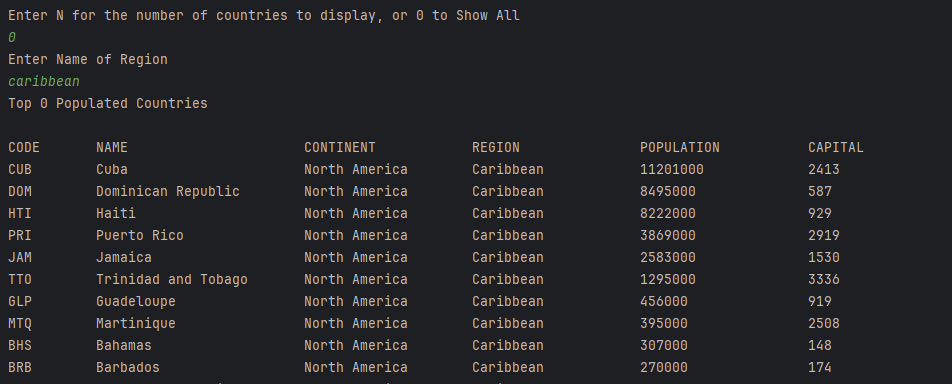 Enter N for the number of countries to display, or 0 to Show All
0
Enter Name of Region
caribbean
Top 0 Populated Countries
CODE NAME CONTINENT REGION POPULATION CAPITAL
CUB Cuba North America Caribbean 11201000 2413
DOM Dominican Republic North America Caribbean 8495000 587
HTI Haiti North America Caribbean 8222000 929
PRI Puerto Rico North America Caribbean 3869000 2919
JAM Jamaica North America Caribbean 2583000 1530
TTO Trinidad and Tobago North America Caribbean 1295000 3336
GLP Guadeloupe North America Caribbean 456000 919
MTQ Martinique North America Caribbean 395000 2508
BHS Bahamas North America Caribbean 307000 148
BRB Barbados North America Caribbean 270000 174